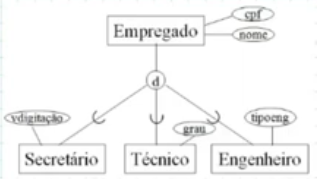 cpf
Empregado
nome
d
vdigitação
grau
tipoeng
Secretário
Técnico
Engenheiro